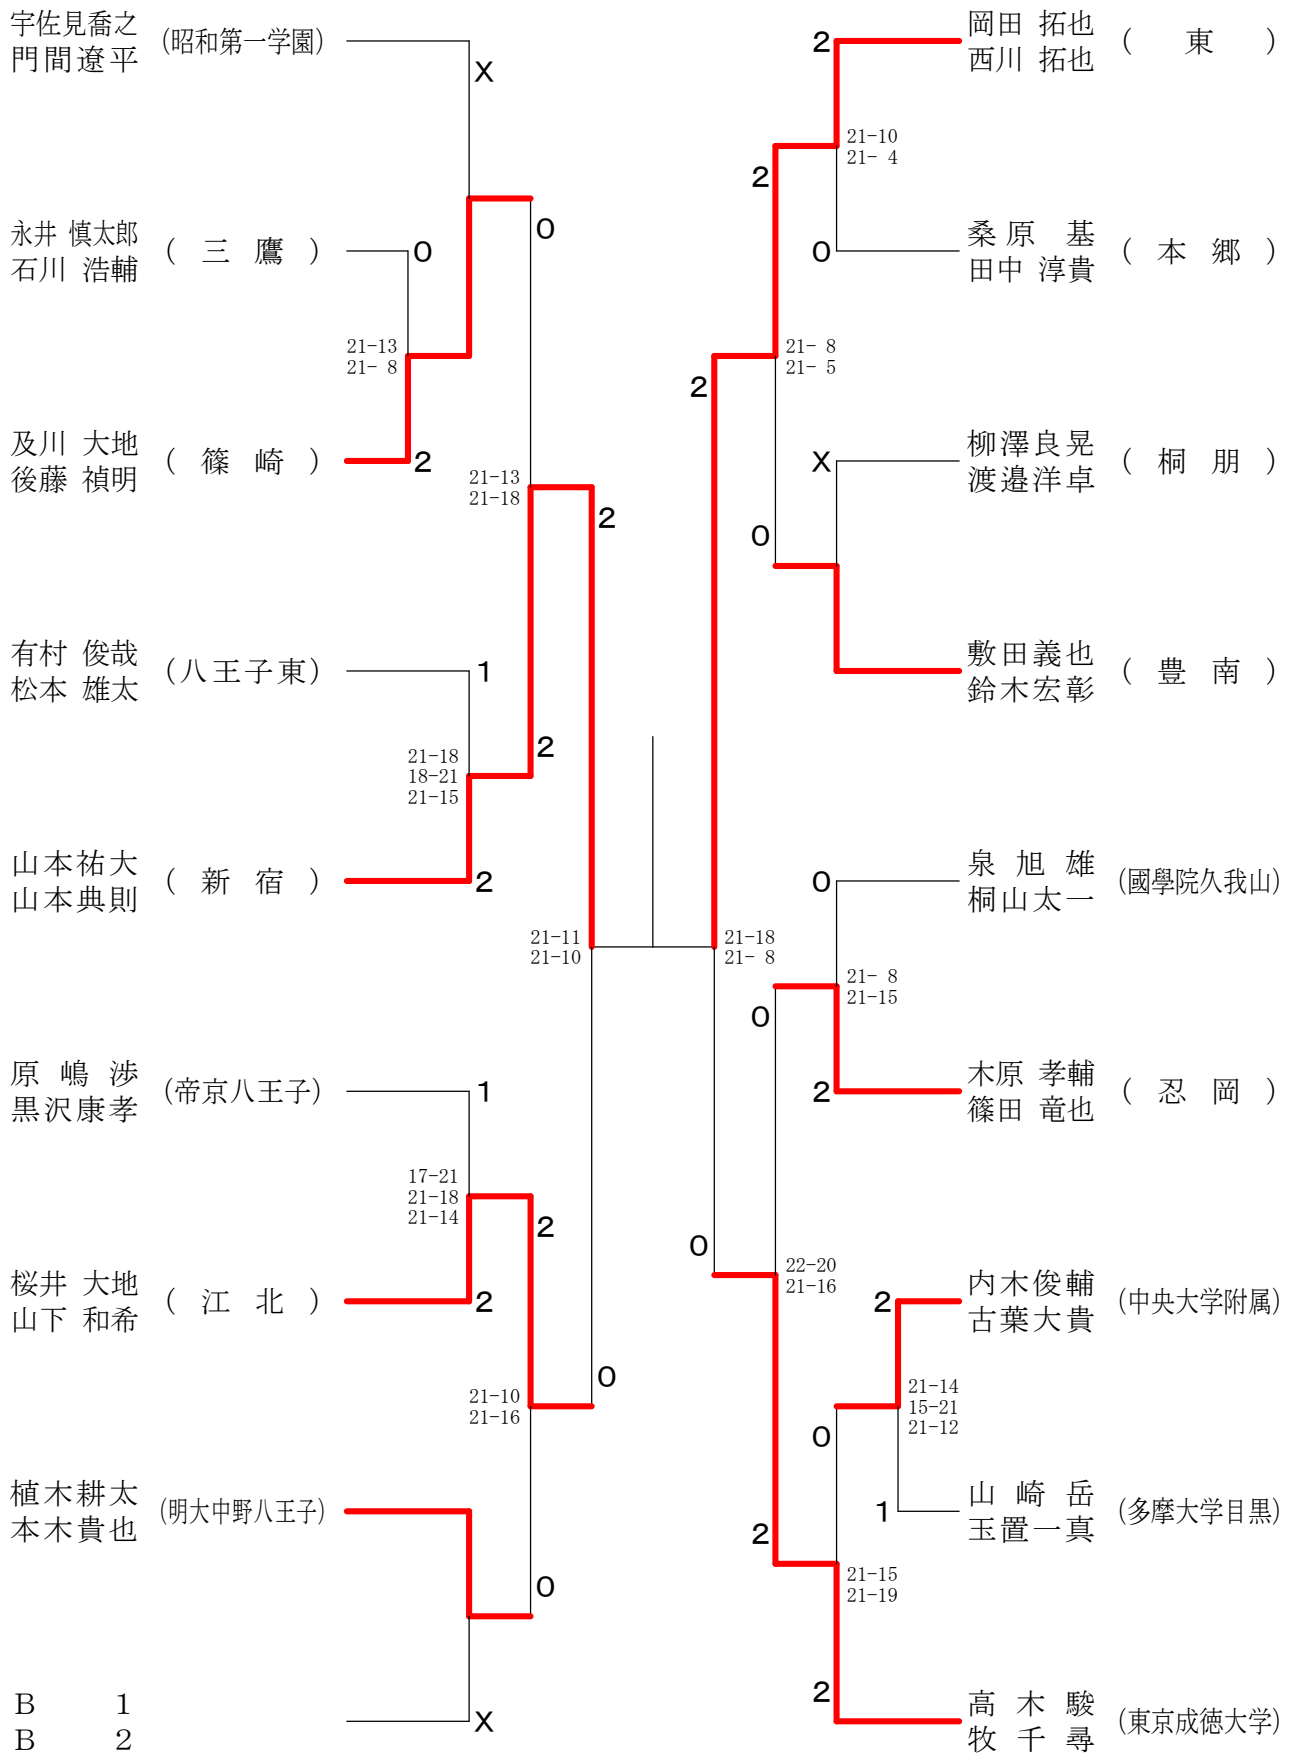 宇佐見喬之
門間遼平
(昭和第一学園)
X
永井 慎太郎
石川 浩輔
( 三 鷹 )
0
0
21-13
21- 8
及川 大地
後藤 禎明
( 篠 崎 )
2
21-13
21-18
2
有村 俊哉
松本 雄太
(八王子東)
1
2
21-18
18-21
21-15
山本祐大
山本典則
( 新 宿 )
2
21-11
21-10
原 嶋 渉
黒沢康孝
(帝京八王子)
1
17-21
21-18
21-14
2
桜井 大地
山下 和希
( 江 北 )
2
0
21-10
21-16
植木耕太
本木貴也
(明大中野八王子)
0
B 1
B 2
X
2
岡田 拓也
西川 拓也
( 東 )
21-10
21- 4
2
0
桑原 基
田中 淳貴
( 本 郷 )
21- 8
21- 5
2
X
柳澤良晃
渡邉洋卓
( 桐 朋 )
0
敷田義也
鈴木宏彰
( 豊 南 )
0
泉 旭 雄
桐山太一
(國學院久我山)
21-18
21- 8
21- 8
21-15
0
2
木原 孝輔
篠田 竜也
( 忍 岡 )
0
22-20
21-16
2
内木俊輔
古葉大貴
(中央大学附属)
21-14
15-21
21-12
0
1
山 崎 岳
玉置一真
(多摩大学目黒)
2
21-15
21-19
2
高 木 駿
牧 千 尋
(東京成徳大学)